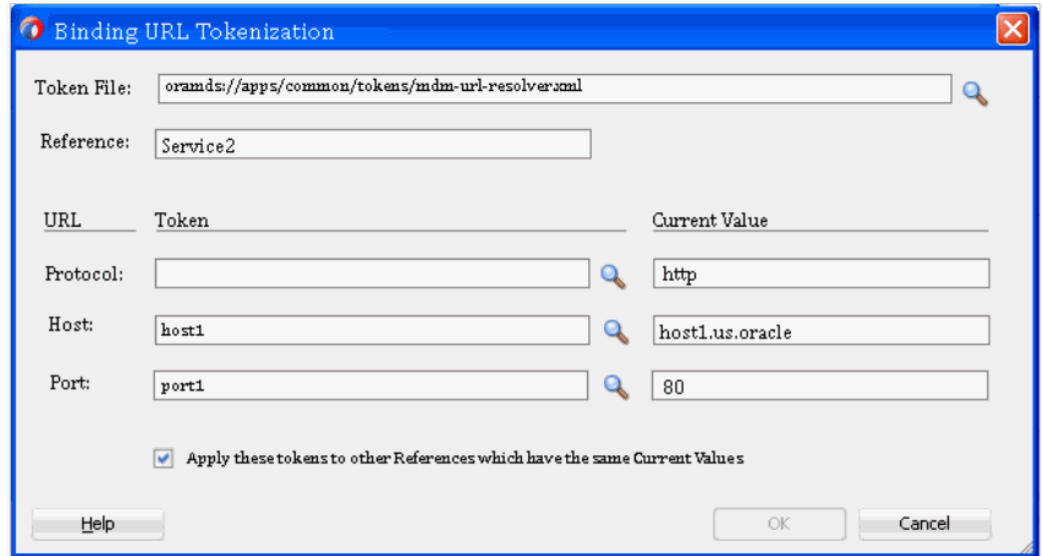 Binding URL Tokenization
Token File: oramds://apps/common/tokens/mdm-url-resolver.xml
Reference: Service2
URL Token Current Value
Protocol: http
Host: host1 host1.us.oracle
Port: port1 80
Apply these tokens to other References which have the same Current Values
Help OK Cancel